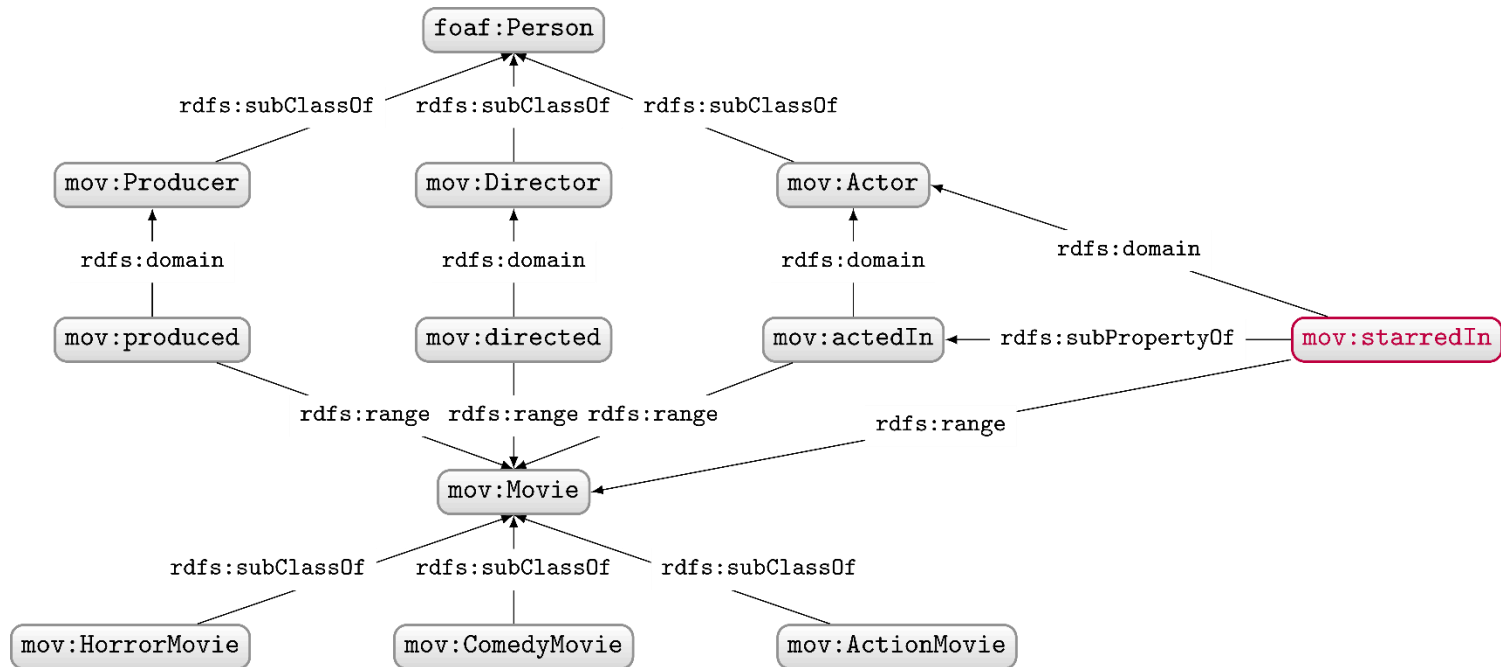 foaf:Person
rdfs:subClassOf rdfs:subClassOf rdfs:subClassOf
mov:Producer mov:Director mov:Actor
rdfs:domain rdfs:domain rdfs:domain rdfs:domain
mov:produced mov:directed mov:actedIn rdfs:subPropertyOf mov:starredIn
rdfs:range rdfs:range rdfs:range rdfs:range
mov:Movie
rdfs:subClassOf rdfs:subClassOf rdfs:subClassOf
mov:HorrorMovie mov:ComedyMovie mov:ActionMovie